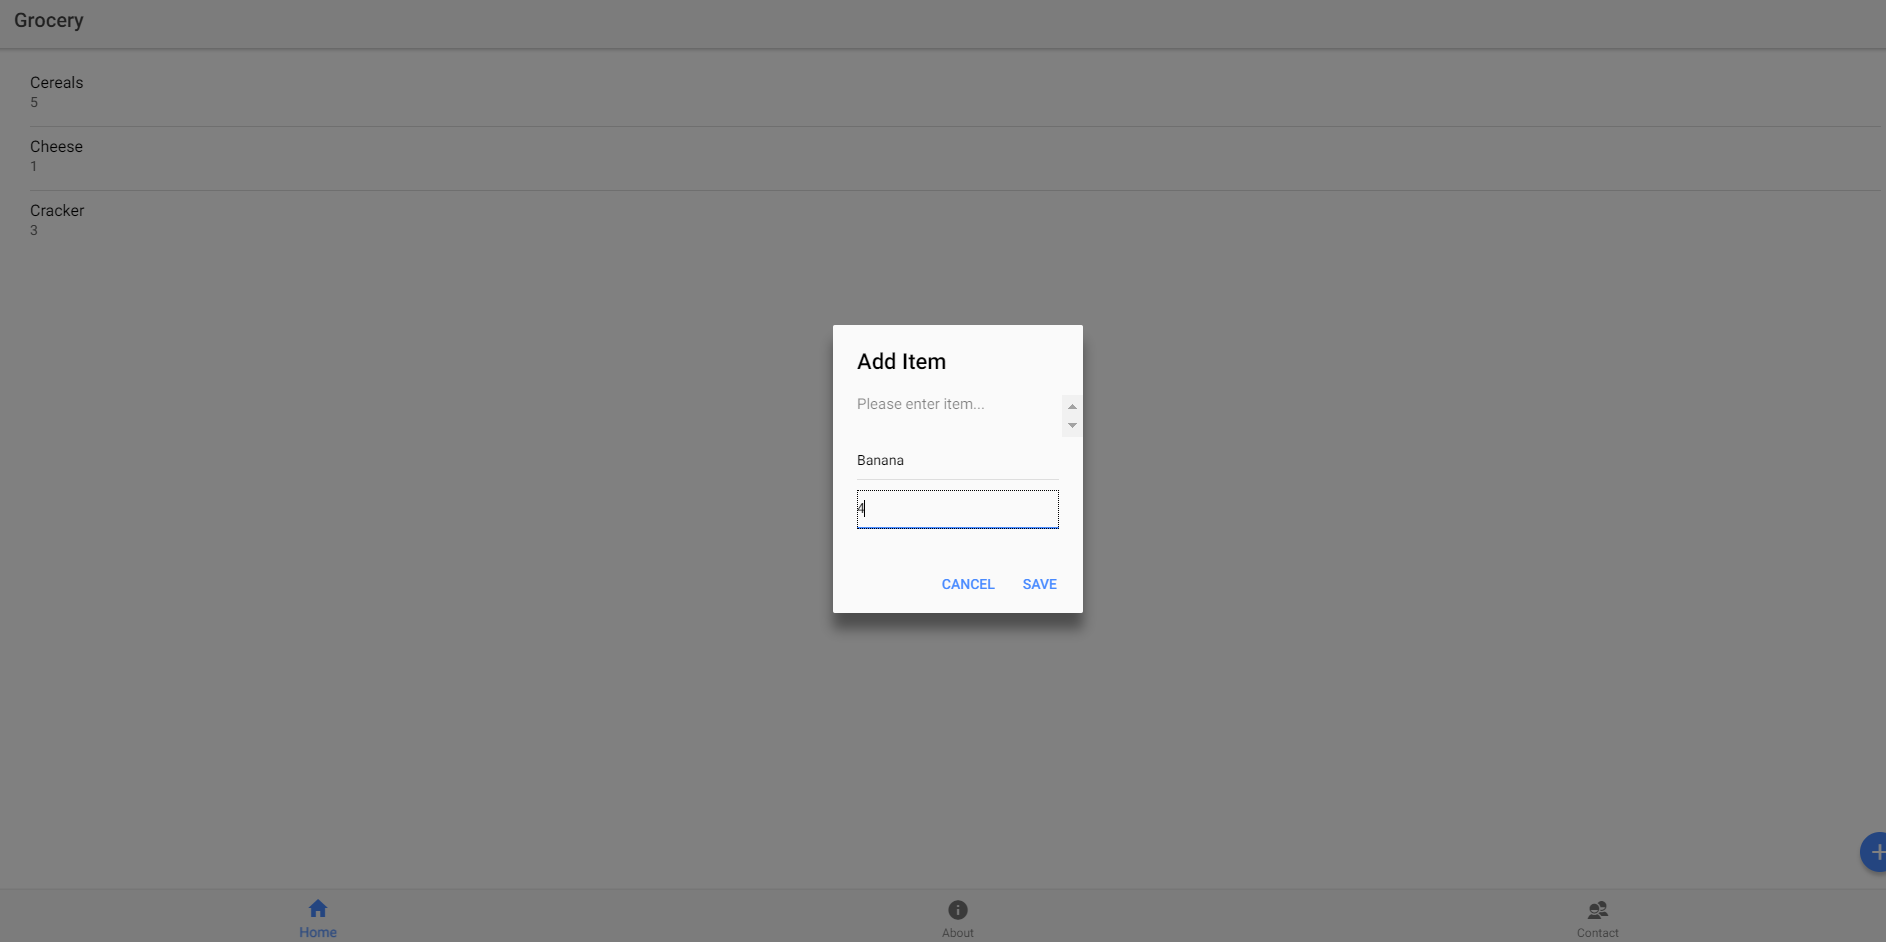 Grocery
Cereals
5
Cheese
1
Cracker
3
Add Item
Please enter item...
Banana
4
CANCEL SAVE
Home About Contact